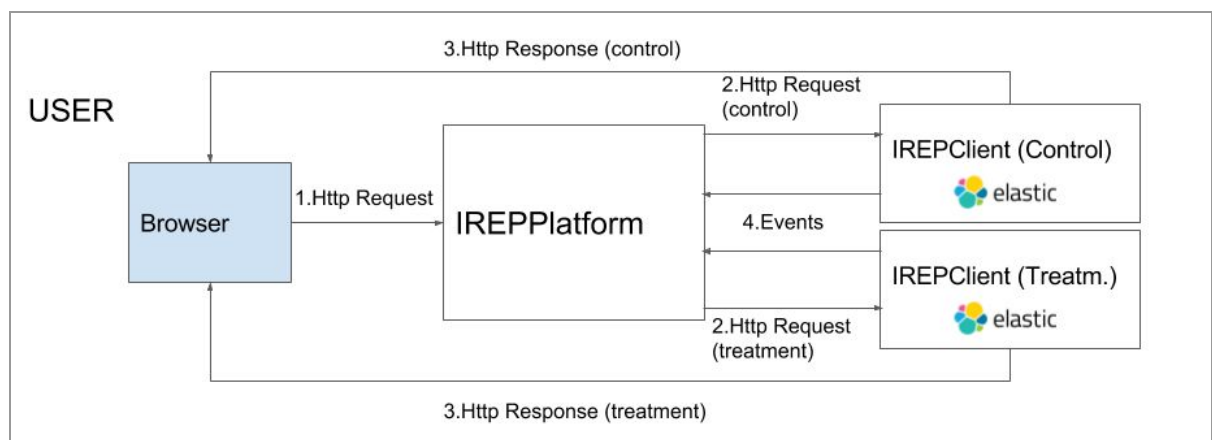 3.Http Response (control)
USER
2.Http Request
(control)
IREPClient (Control)
elastic
1.Http Request
Browser
IREPPlatform
4.Events
IREPClient (Treatm.)
elastic
2.Http Request
(treatment)
3.Http Response (treatment)